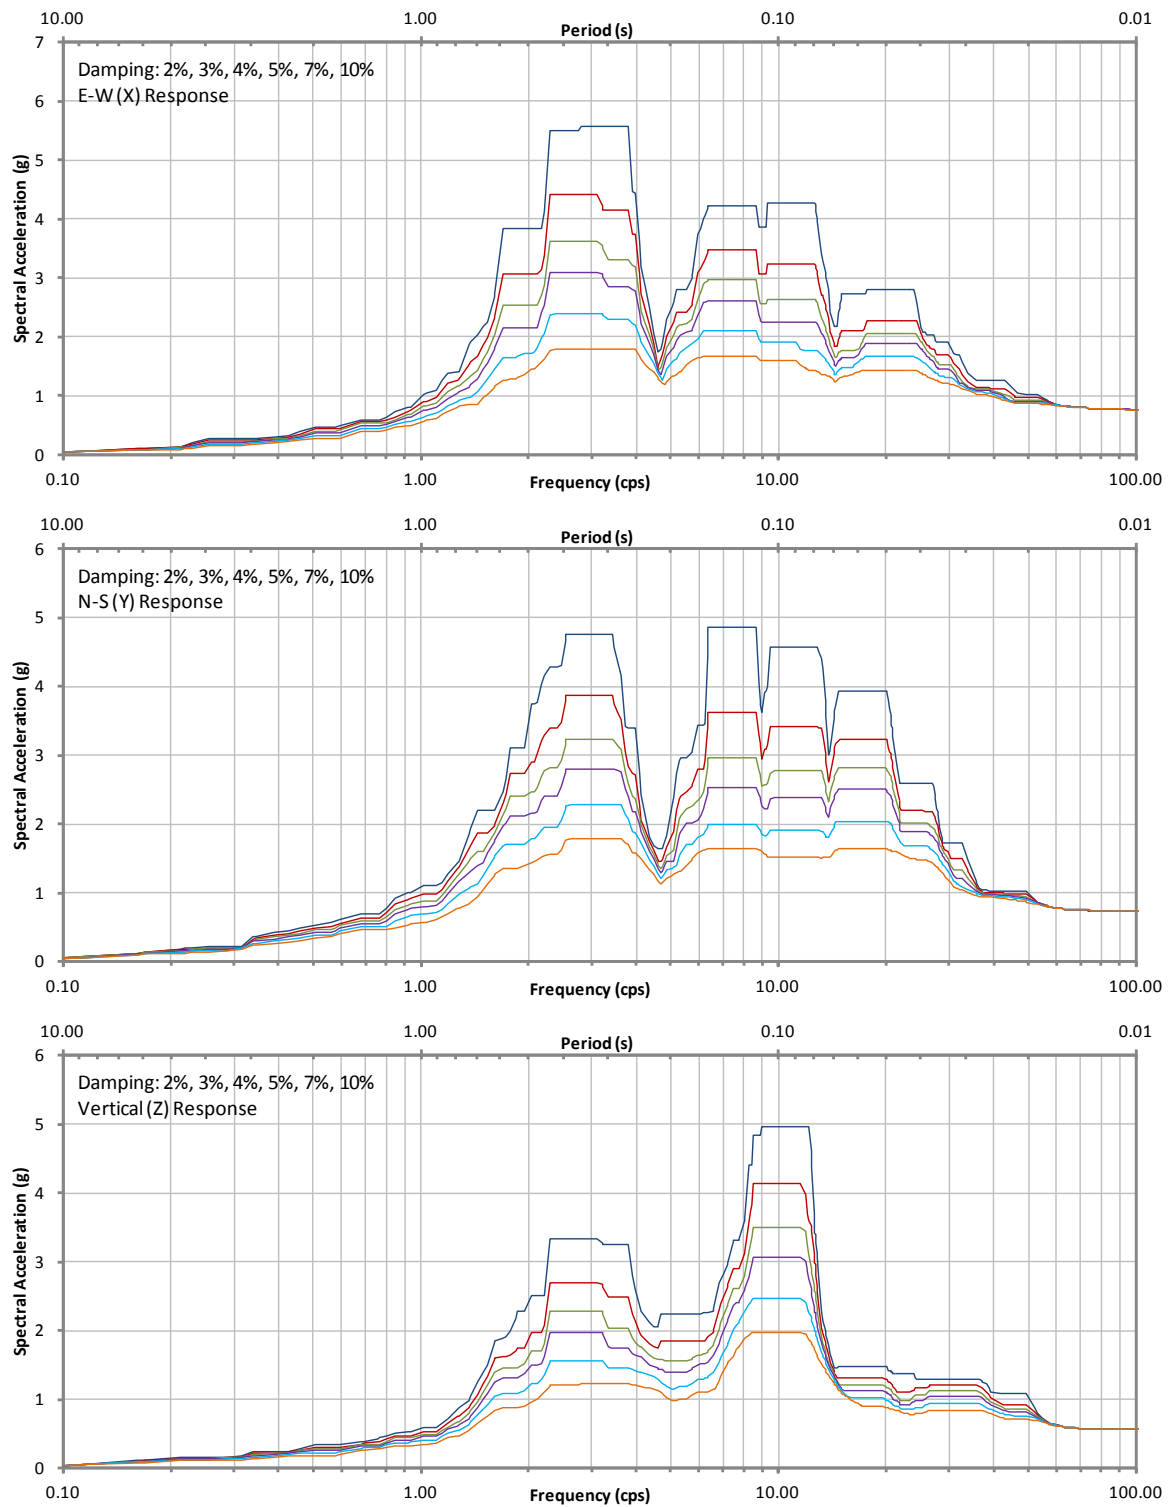 10.00 1.00 0.10 0.01
Period (s)
7
Damping: 2%, 3%, 4%, 5%, 7%, 10%
E-W (X) Response
6
5
4
3
2
1
0
Spectral Acceleration (g)
0.10 1.00 10.00 100.00
Frequency (cps)
10.00 1.00 0.10 0.01
Period (s)
6
Damping: 2%, 3%, 4%, 5%, 7%, 10%
N-S (Y) Response
5
4
3
2
1
0
Spectral Acceleration (g)
0.10 1.00 10.00 100.00
Frequency (cps)
10.00 1.00 0.10 0.01
Period (s)
6
Damping: 2%, 3%, 4%, 5%, 7%, 10%
Vertical (Z) Response
5
4
3
2
1
0
Spectral Acceleration (g)
0.10 1.00 10.00 100.00
Frequency (cps)